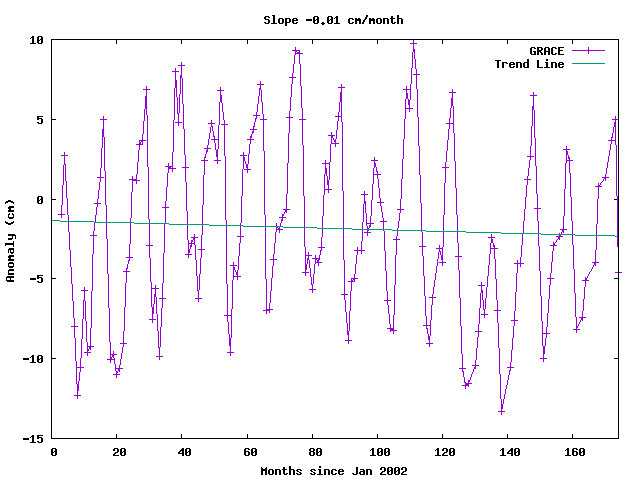 Slope -0.01 cm/month
GRACE
Trend Line
10
5
0
-5
-10
-15
Anomaly (cm)
0 20 40 60 80 100 120 140 160
Months since Jan 2002